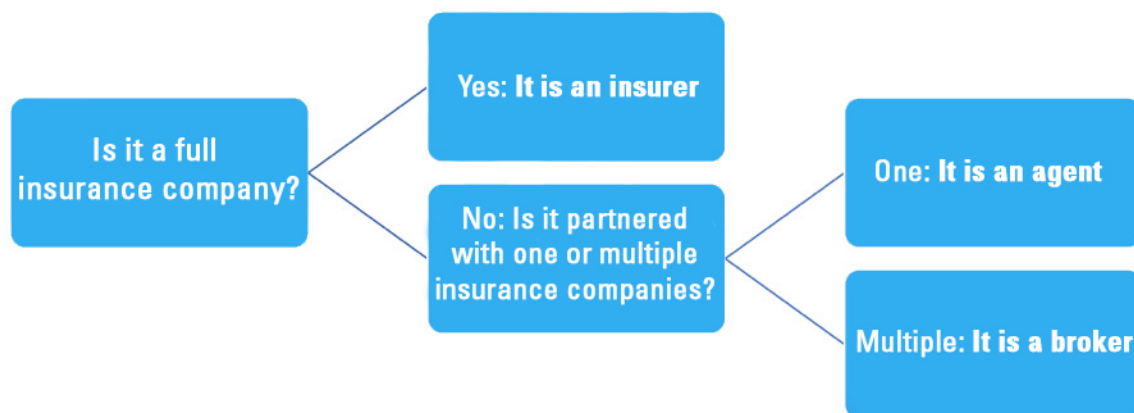 Is it a full
insurance company?
Yes: It is an insurer
No: Is it partnered
with one or multiple
insurance companies?
One: It is an agent
Multiple: It is a broker